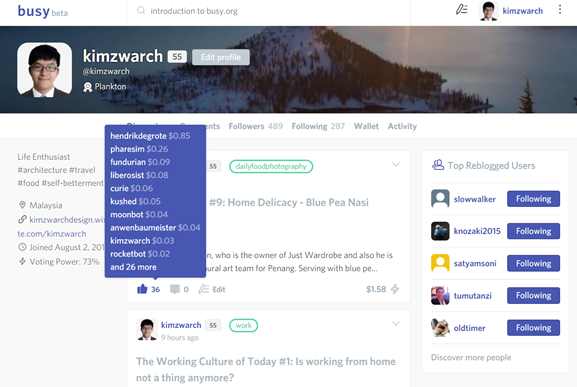 busy beta
introduction to busy.org
kimzwarch
kimzwarch 55 Edit profile
@kimzwarch
Plankton
Followers 489 Following 287 Wallet Activity
Life Enthusiast
#architecture #travel
#food #self-betterment
Malaysia
kimzwarchdesign.wi
te.com/kimzwarch
Joined August 2, 201
Voting Power: 73%
hendrikdegrote $0.85
pharesim $0.26
fundurian $0.09
liberosist $0.08
curie $0.06
kushed $0.05
moonbot $0.04
anwenbaumeister $0.04
kimzwarch $0.03
rocketbot $0.02
and 26 more
55 dailyfoodphotography
#9: Home Delicacy - Blue Pea Nasi
n, who is the owner of Just Wardrobe and also he is
ural art team for Penang. Serving with blue pe...
36 0 Edit $1.58
kimzwarch 55 work
9 hours ago
The Working Culture of Today #1: Is working from home
not a thing anymore?
Top Reblogged Users
slowwalker Following
knozaki2015 Following
satyamsoni Following
tumutanzi Following
oldtimer Following
Discover more people